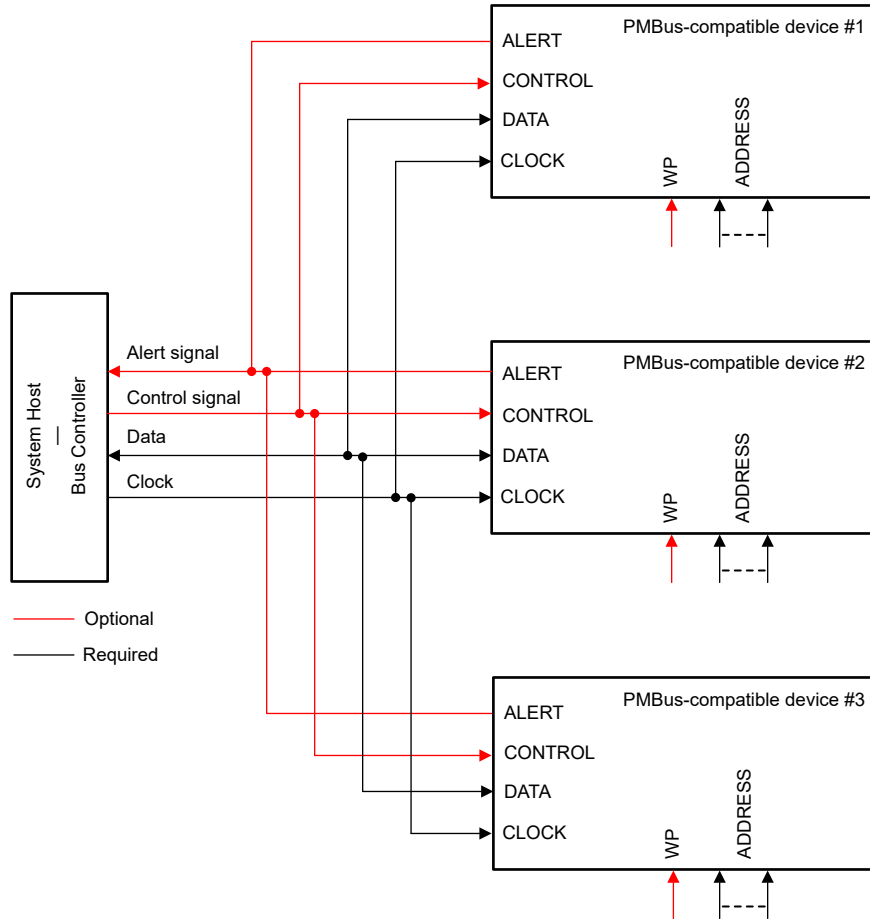 PMBus-compatible device #1
ALERT
CONTROL
DATA
CLOCK
WP
ADDRESS
System Host
—
Bus Controller
Alert signal
Control signal
Data
Clock
PMBus-compatible device #2
ALERT
CONTROL
DATA
CLOCK
WP
ADDRESS
Optional
Required
PMBus-compatible device #3
ALERT
CONTROL
DATA
CLOCK
WP
ADDRESS